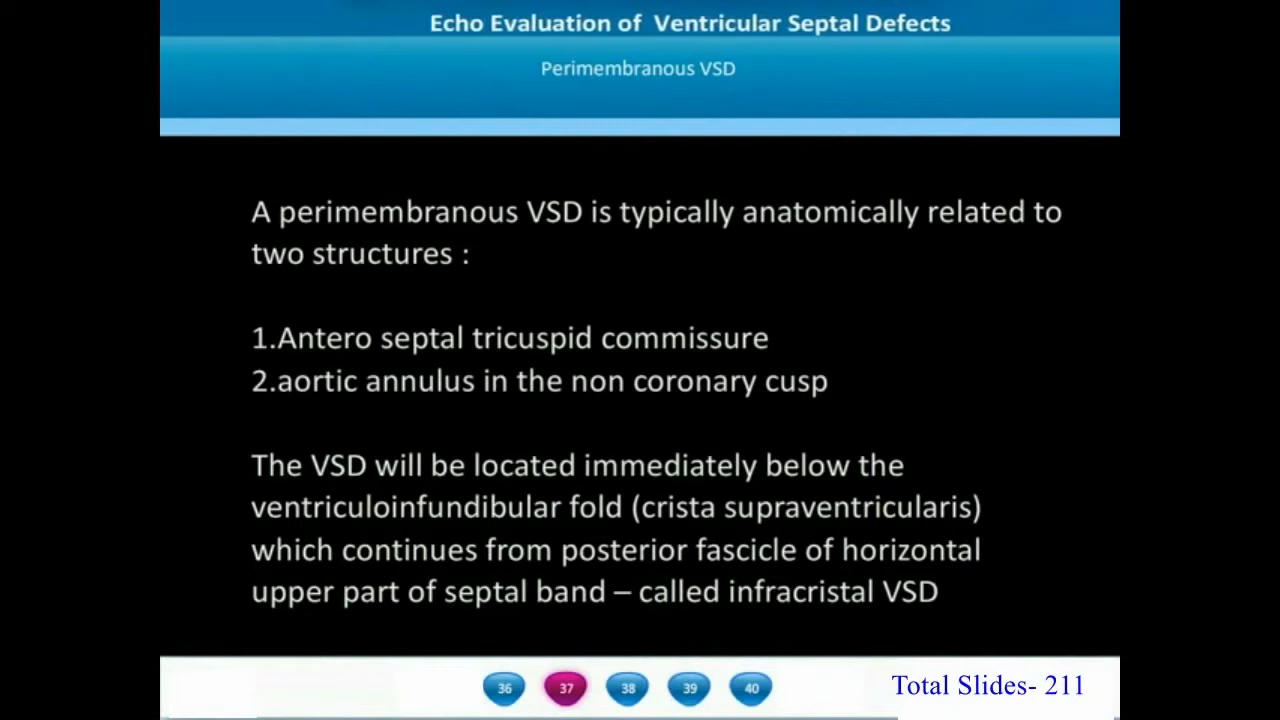 Echo Evaluation of Ventricular Septal Defects
Perimembranous VSD
A perimembranous VSD is typically anatomically related to
two structures :
1.Antero septal tricuspid commissure
2.aortic annulus in the non coronary cusp
The VSD will be located immediately below the
ventriculoinfundibular fold (crista supraventricularis)
which continues from posterior fascicle of horizontal
upper part of septal band – called infracristal VSD
36 37 38 39 40
Total Slides- 211